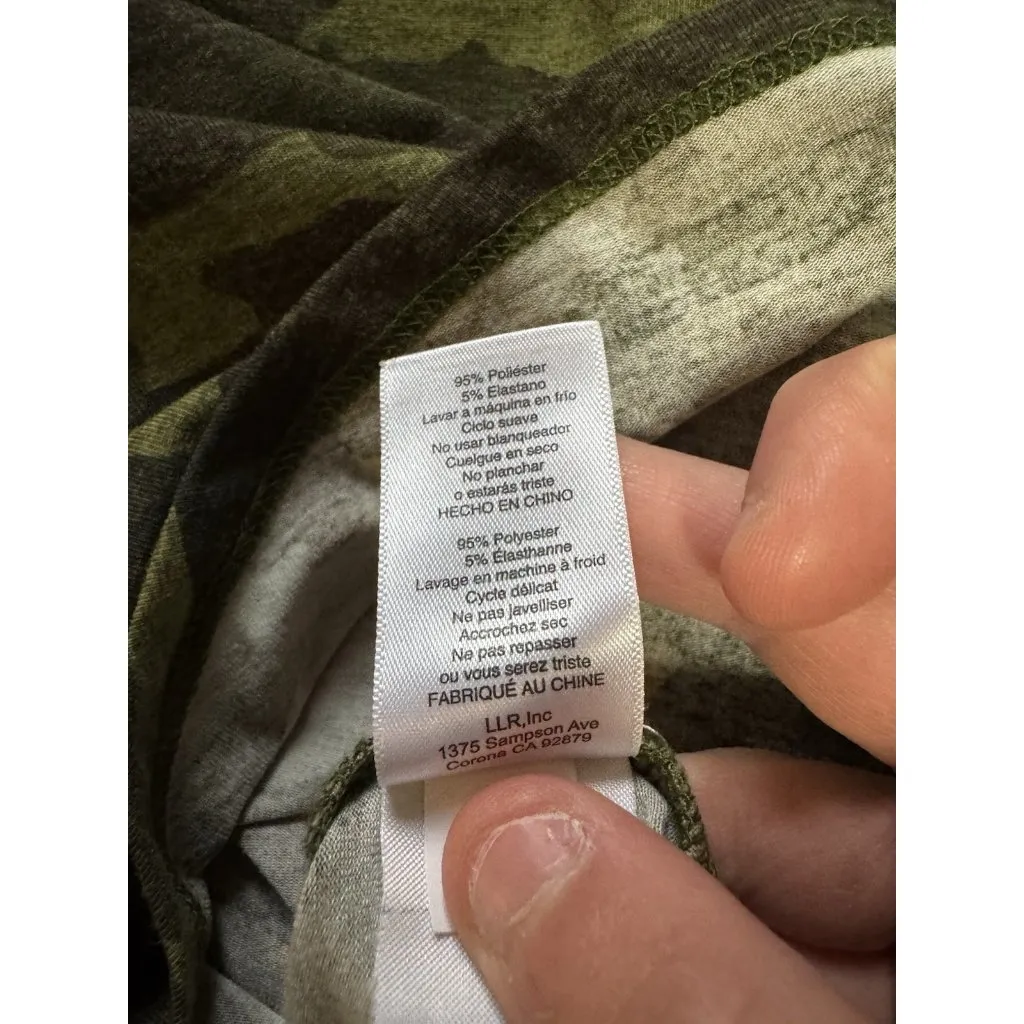 95% Poliéster
5% Elastano
Lavar a máquina en frío
Ciclo suave
No usar blanqueador
Cuelgue en seco
No planchar
o estarás triste
HECHO EN CHINO
95% Polyester
5% Élasthanne
Lavage en machine à froid
Cycle délicat
Ne pas javelliser
Accrochez sec
Ne pas repasser
ou vous serez triste
FABRIQUÉ AU CHINE
LLR,Inc
1375 Sampson Ave
Corona CA 92879